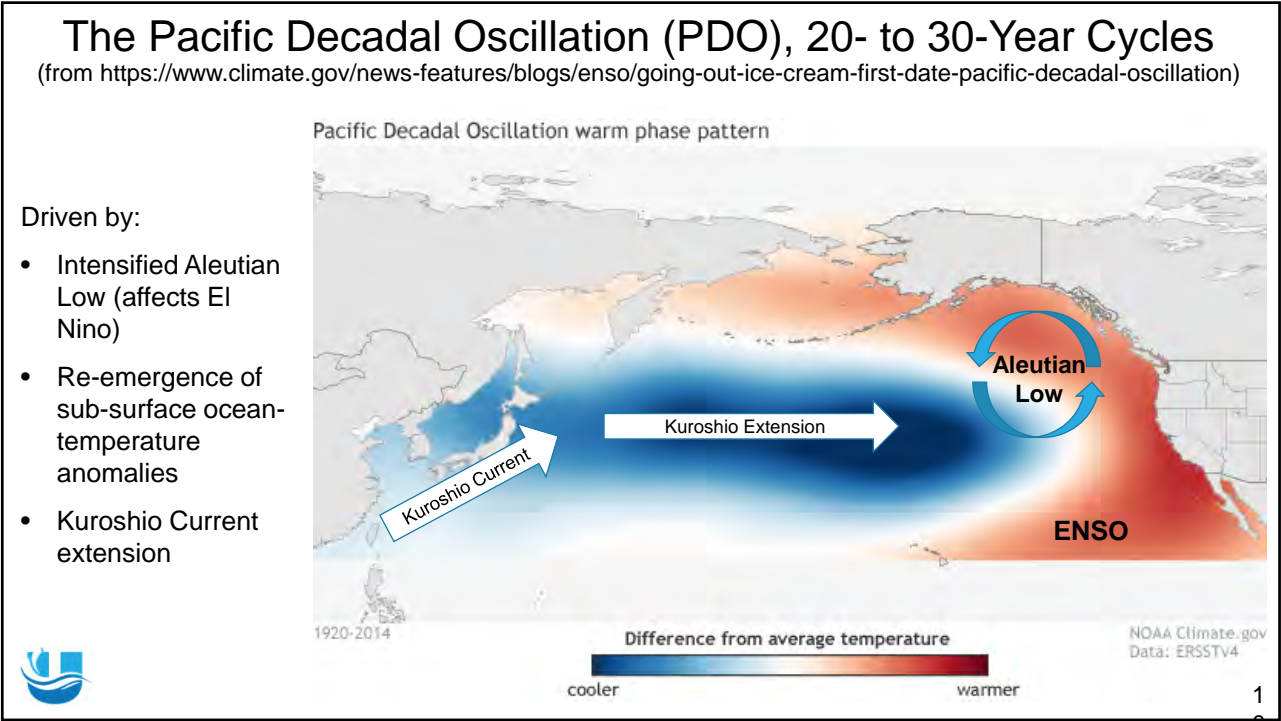 The Pacific Decadal Oscillation (PDO), 20- to 30-Year Cycles
(from https://www.climate.gov/news-features/blogs/enso/going-out-ice-cream-first-date-pacific-decadal-oscillation)
Pacific Decadal Oscillation warm phase pattern
Driven by:
• Intensified Aleutian
Low (affects El
Nino)
• Re-emergence of
sub-surface ocean-
temperature
anomalies
• Kuroshio Current
extension
Aleutian
Low
Kuroshio Extension
Kuroshio Current
ENSO
1920-2014
Difference from average temperature
cooler
warmer
NOAA Climate.gov
Data: ERSSTv4
1